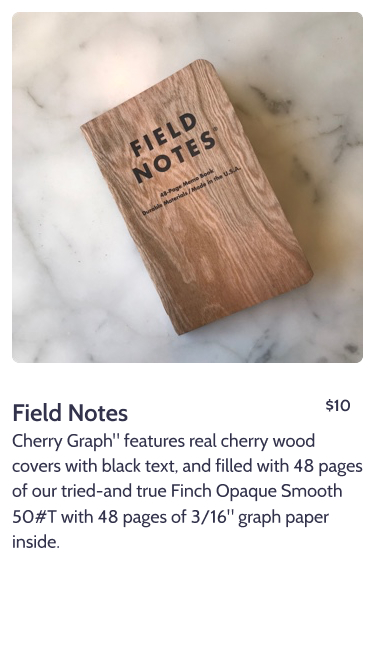 FIELD
NOTES®
48-Page Memo Book
Durable Materials / Made in the U.S.A.
Field Notes
$10
Cherry Graph" features real cherry wood
covers with black text, and filled with 48 pages
of our tried-and true Finch Opaque Smooth
50#T with 48 pages of 3/16" graph paper
inside.